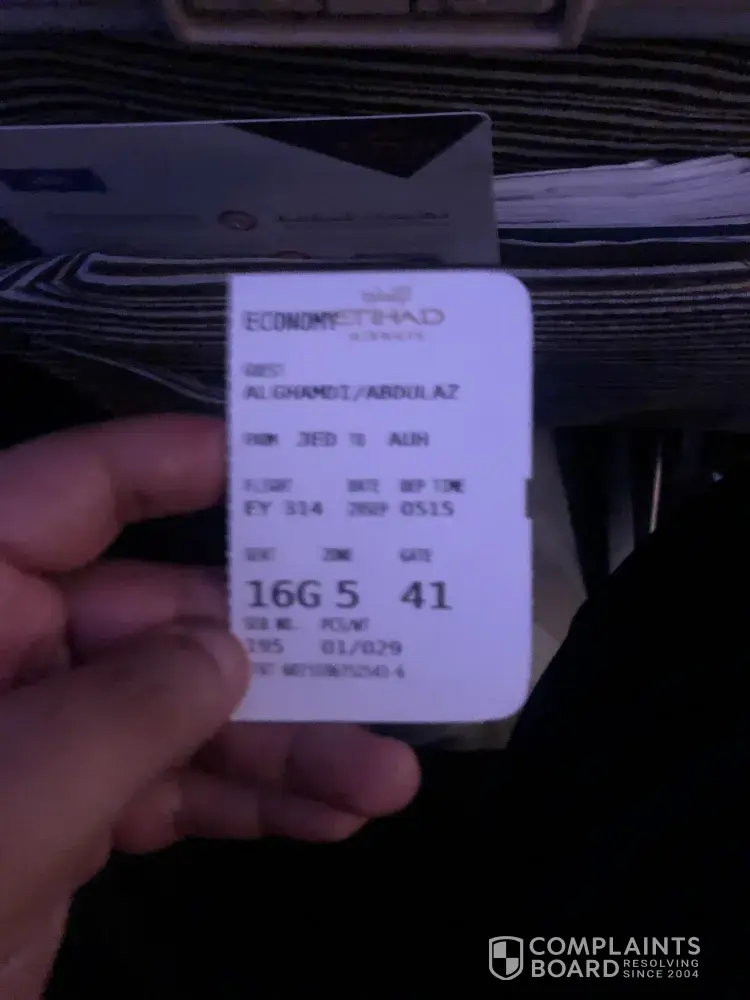 ECONOMY ETIHAD
AIRWAYS
GUEST
ALGHAMDI/ABDULAZ
FROM JED TO AUH
FLIGHT DATE DEP TIME
EY 314 20SEP 0515
SEAT ZONE GATE
16G 5 41
SEQ NO. PCS/WT
195 01/029
COMPLAINTS
BOARD RESOLVING
SINCE 2004